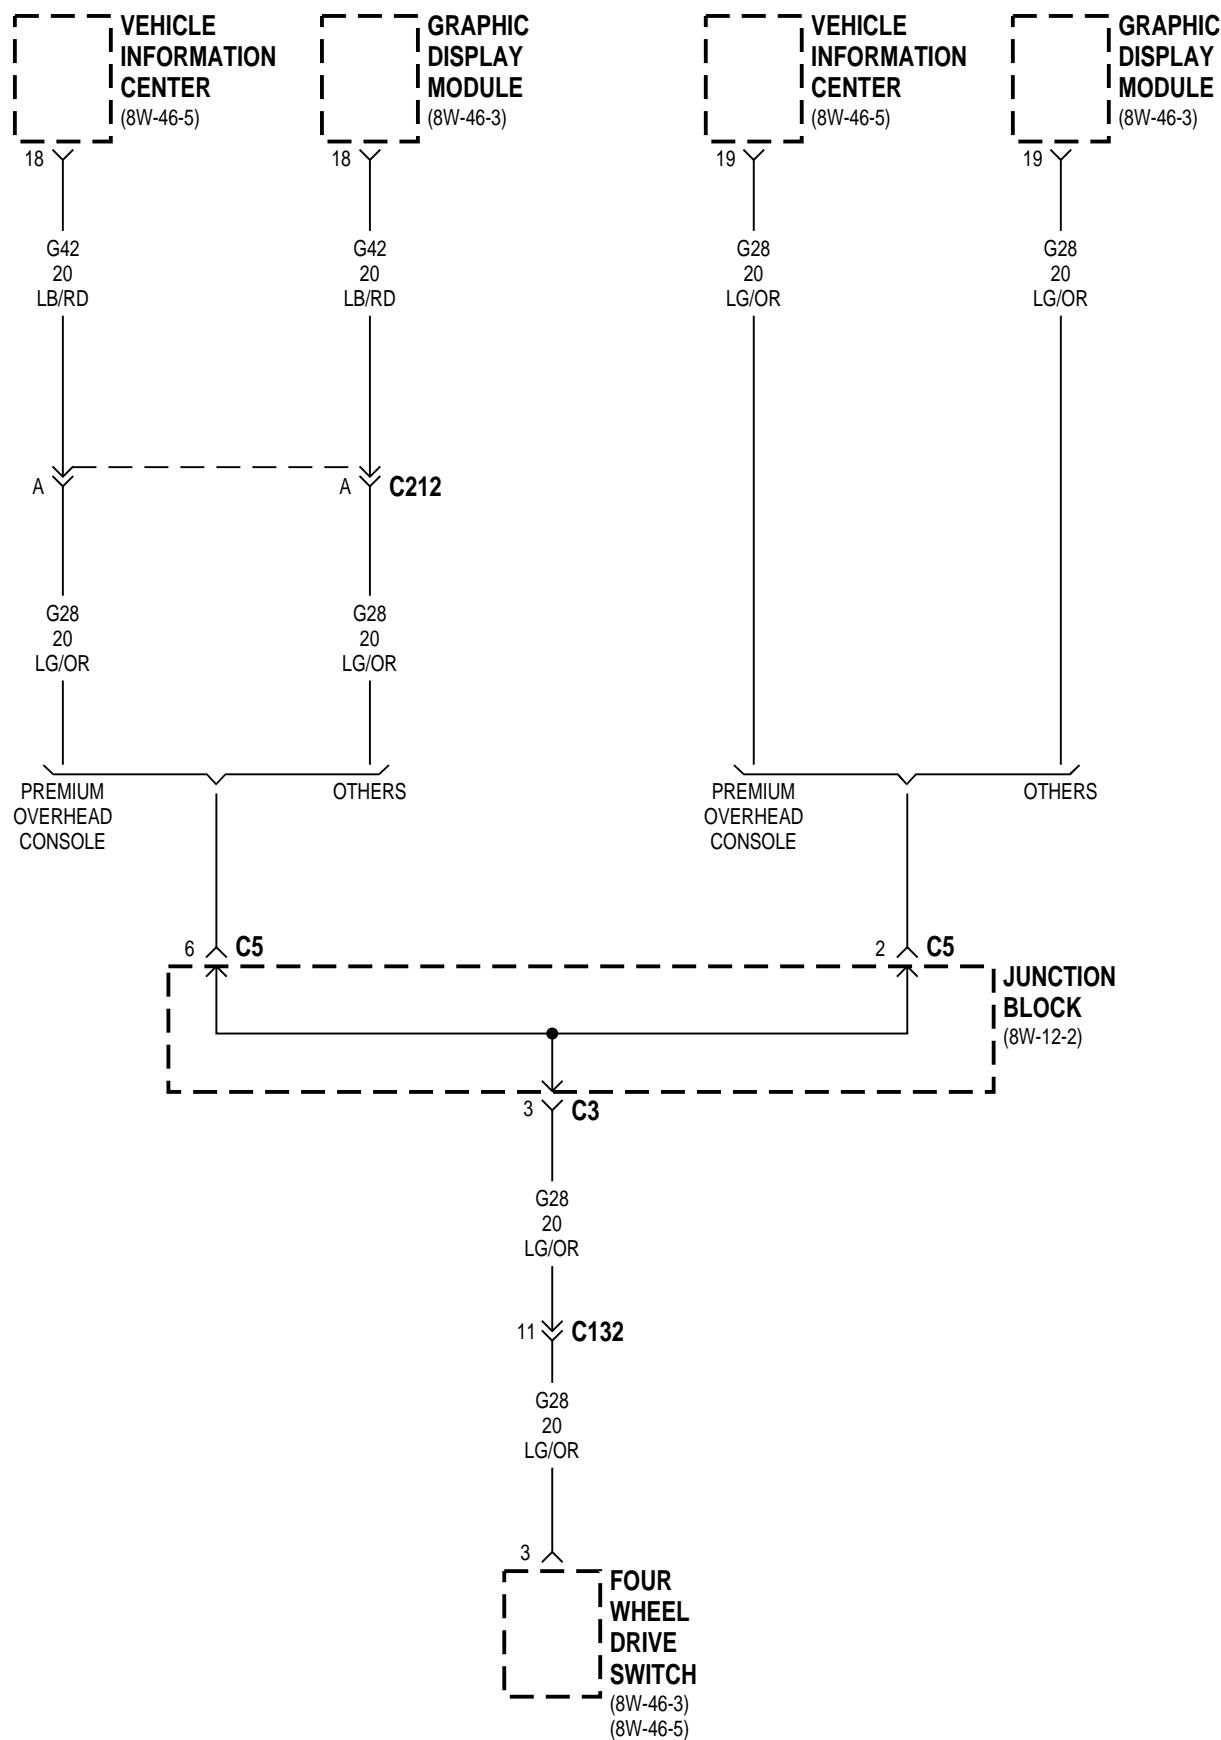 VEHICLE
INFORMATION
CENTER
(8W-46-5)
GRAPHIC
DISPLAY
MODULE
(8W-46-3)
VEHICLE
INFORMATION
CENTER
(8W-46-5)
GRAPHIC
DISPLAY
MODULE
(8W-46-3)
18
18
19
19
G42
20
LB/RD
G42
20
LB/RD
G28
20
LG/OR
G28
20
LG/OR
A
A
C212
G28
20
LG/OR
G28
20
LG/OR
PREMIUM
OVERHEAD
CONSOLE
OTHERS
PREMIUM
OVERHEAD
CONSOLE
OTHERS
6
C5
2
C5
JUNCTION
BLOCK
(8W-12-2)
3
C3
G28
20
LG/OR
11
C132
G28
20
LG/OR
3
FOUR
WHEEL
DRIVE
SWITCH
(8W-46-3)
(8W-46-5)